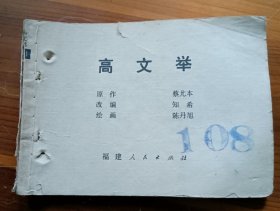 高文举
原作 蔡尤本
改编 知希
绘画 陈丹旭
108
福建人民出版社